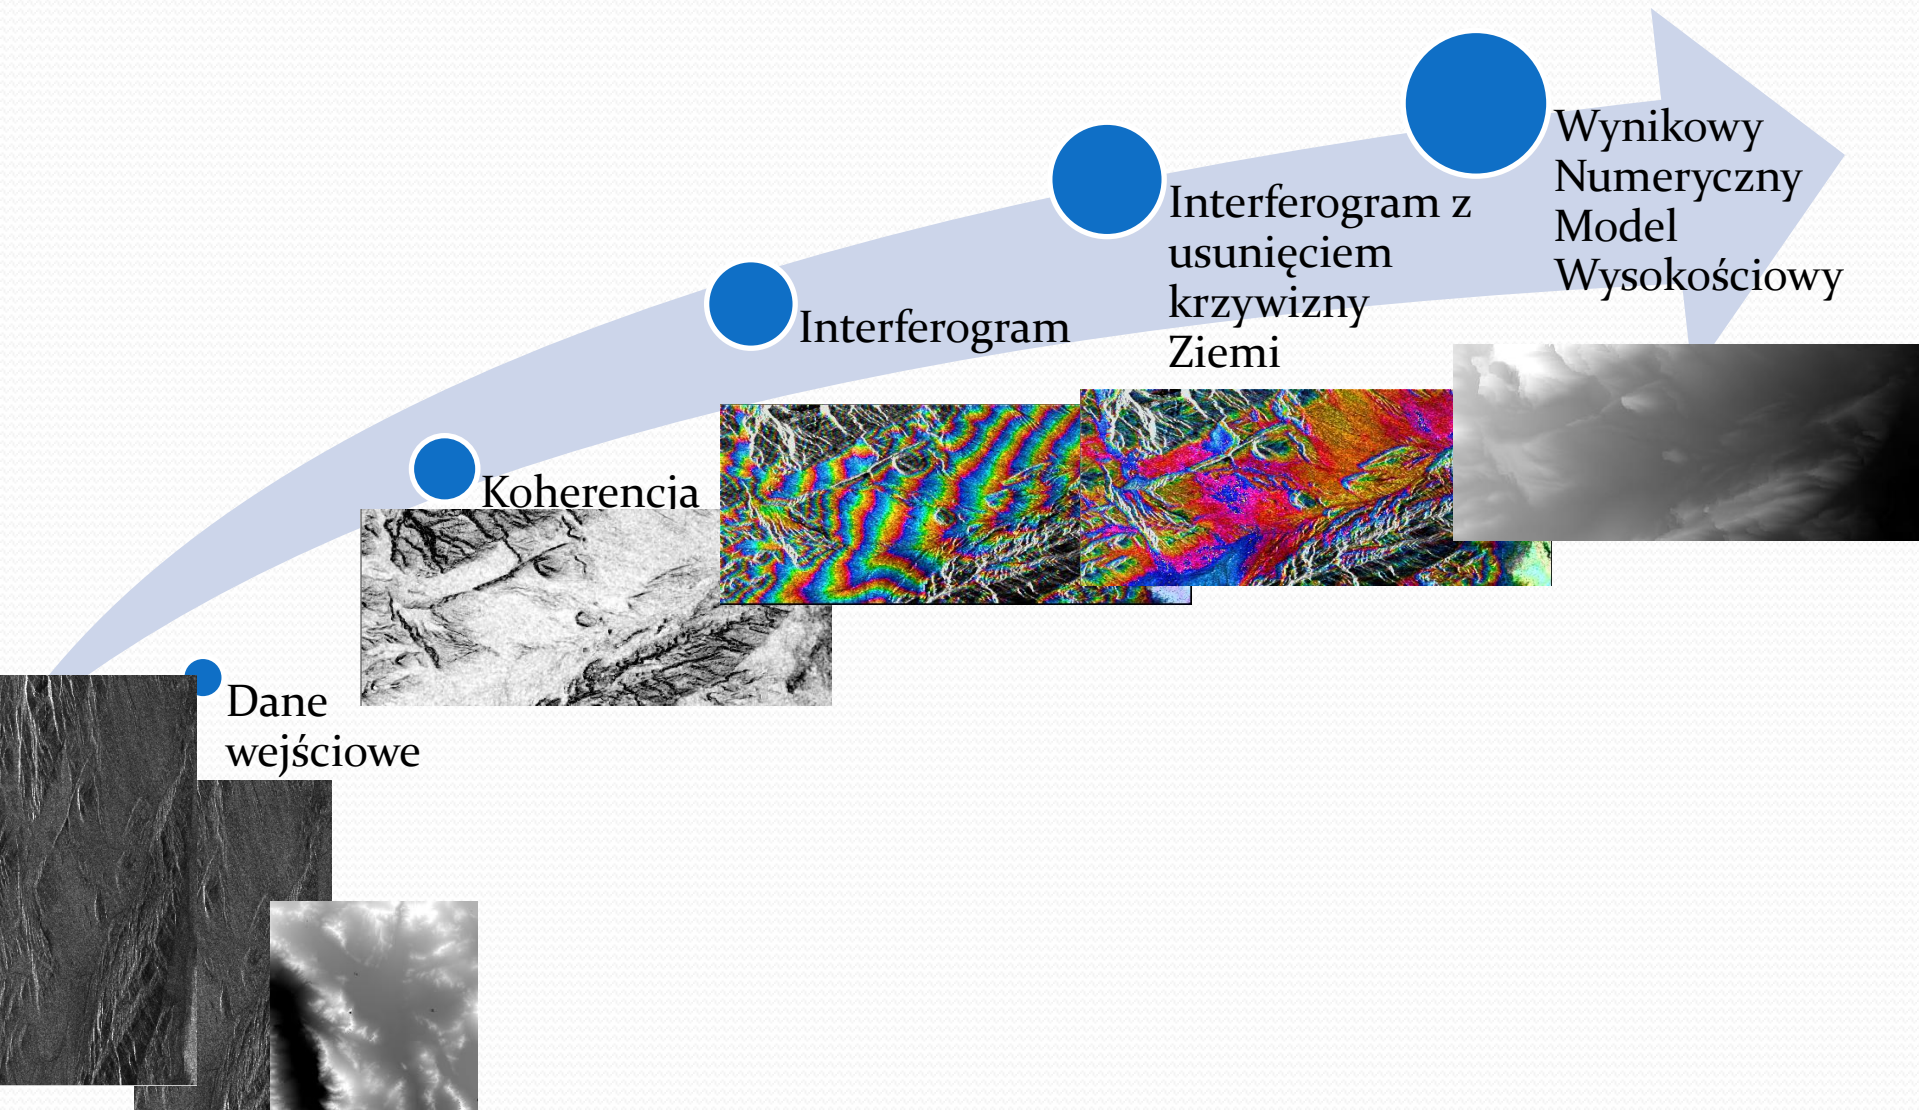 Dane
wejściowe
Koherencja
Interferogram
Interferogram z
usunięciem
krzywizny
Ziemi
Wynikowy
Numeryczny
Model
Wysokościowy